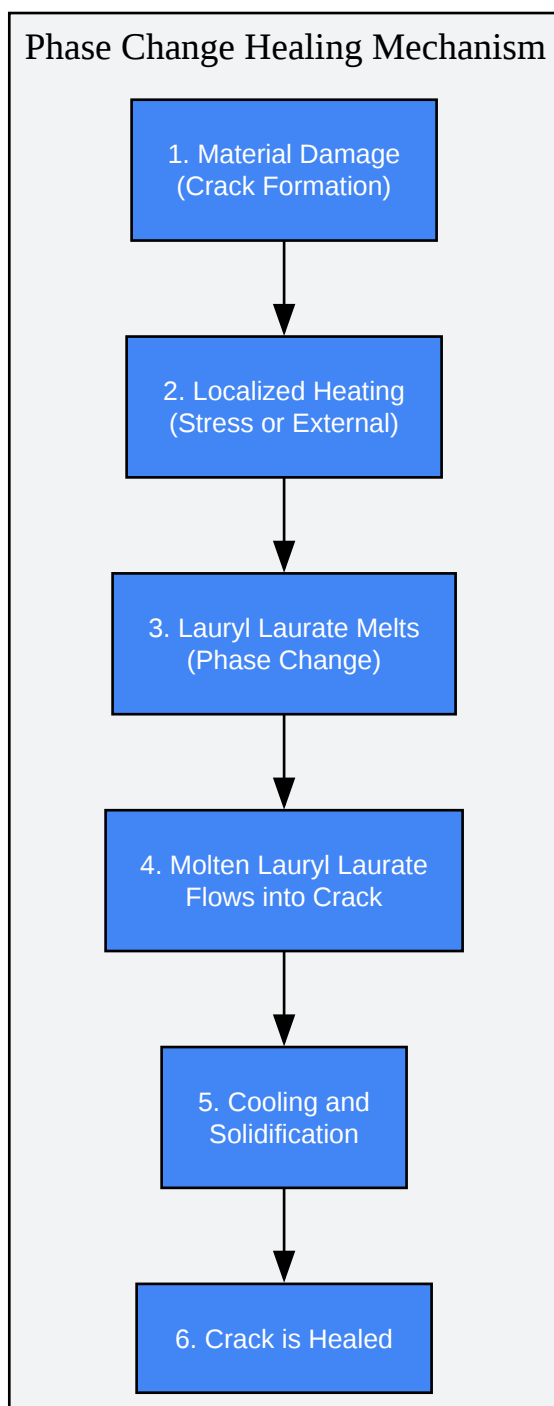 Phase Change Healing Mechanism
1. Material Damage
(Crack Formation)
2. Localized Heating
(Stress or External)
3. Lauryl Laurate Melts
(Phase Change)
4. Molten Lauryl Laurate
Flows into Crack
5. Cooling and
Solidification
6. Crack is Healed